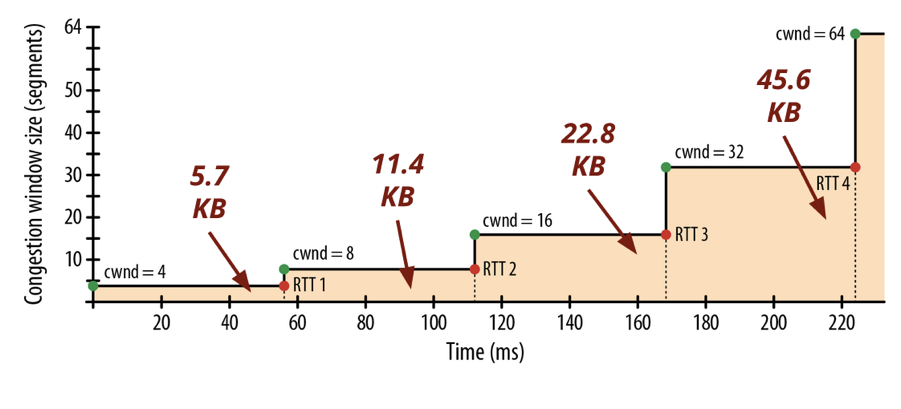 Congestion window size (segments)
64
50
40
30
20
10
cwnd = 4
5.7
KB
RTT 1
cwnd = 8
11.4
KB
RTT 2
cwnd = 16
22.8
KB
RTT 3
cwnd = 32
45.6
KB
RTT 4
cwnd = 64
20
40
60
80
100
120
140
160
180
200
220
Time (ms)